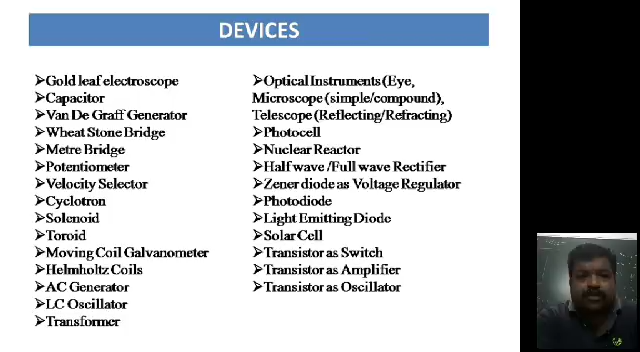 DEVICES
➢Gold leaf electroscope
➢Capacitor
➢Van De Graff Generator
➢Wheat Stone Bridge
➢Metre Bridge
➢Potentiometer
➢Velocity Selector
➢Cyclotron
➢Solenoid
➢Toroid
➢Moving Coil Galvanometer
➢Helmholtz Coils
➢AC Generator
➢LC Oscillator
➢Transformer
➢Optical Instruments (Eye,
Microscope (simple/compound),
Telescope (Reflecting/Refracting)
➢Photocell
➢Nuclear Reactor
➢Half wave /Full wave Rectifier
➢Zener diode as Voltage Regulator
➢Photodiode
➢Light Emitting Diode
➢Solar Cell
➢Transistor as Switch
➢Transistor as Amplifier
➢Transistor as Oscillator